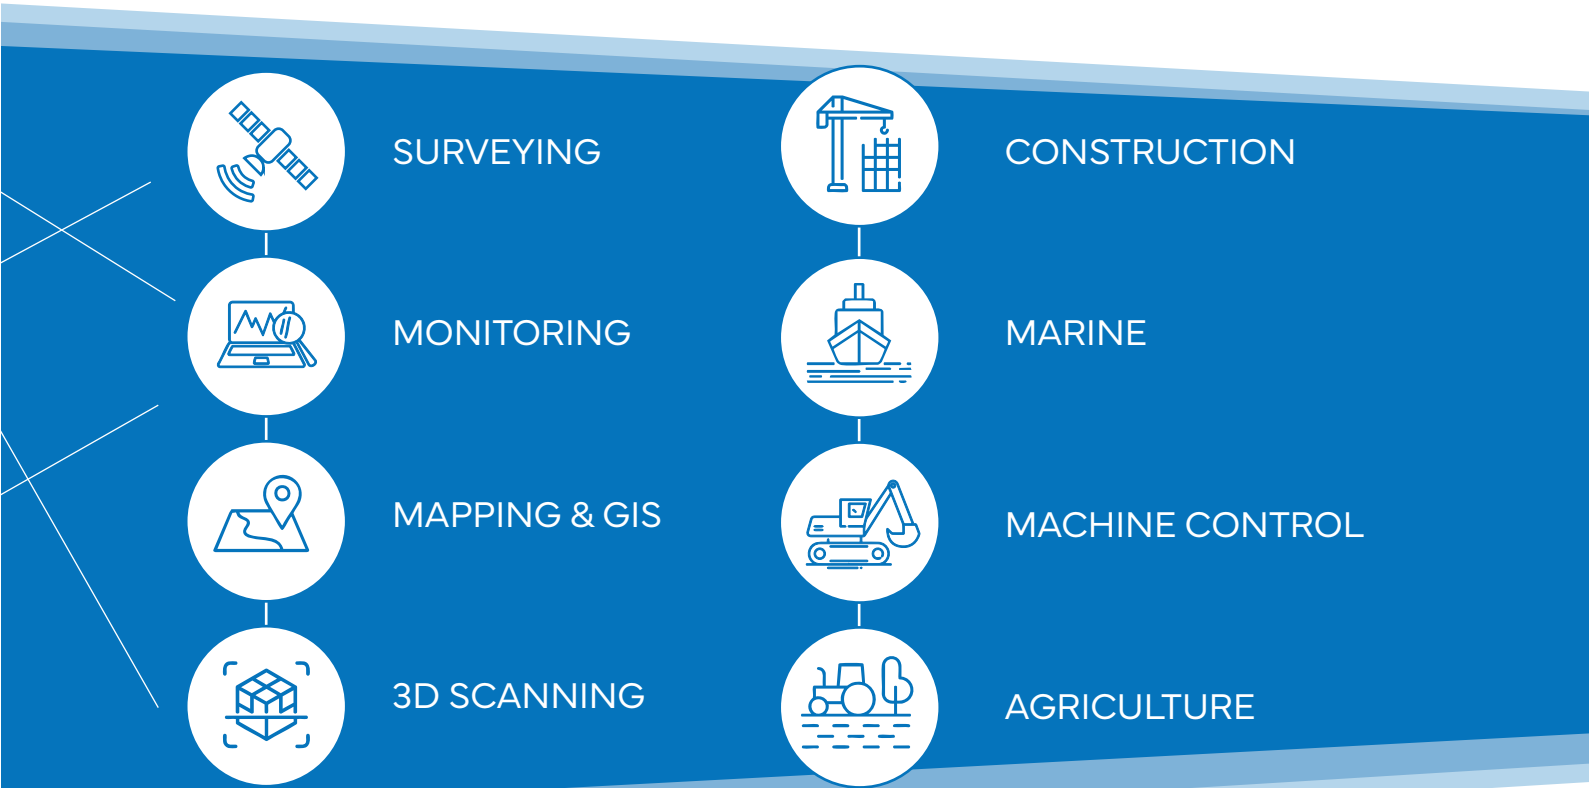 SURVEYING
MONITORING
MAPPING & GIS
3D SCANNING
CONSTRUCTION
MARINE
MACHINE CONTROL
AGRICULTURE